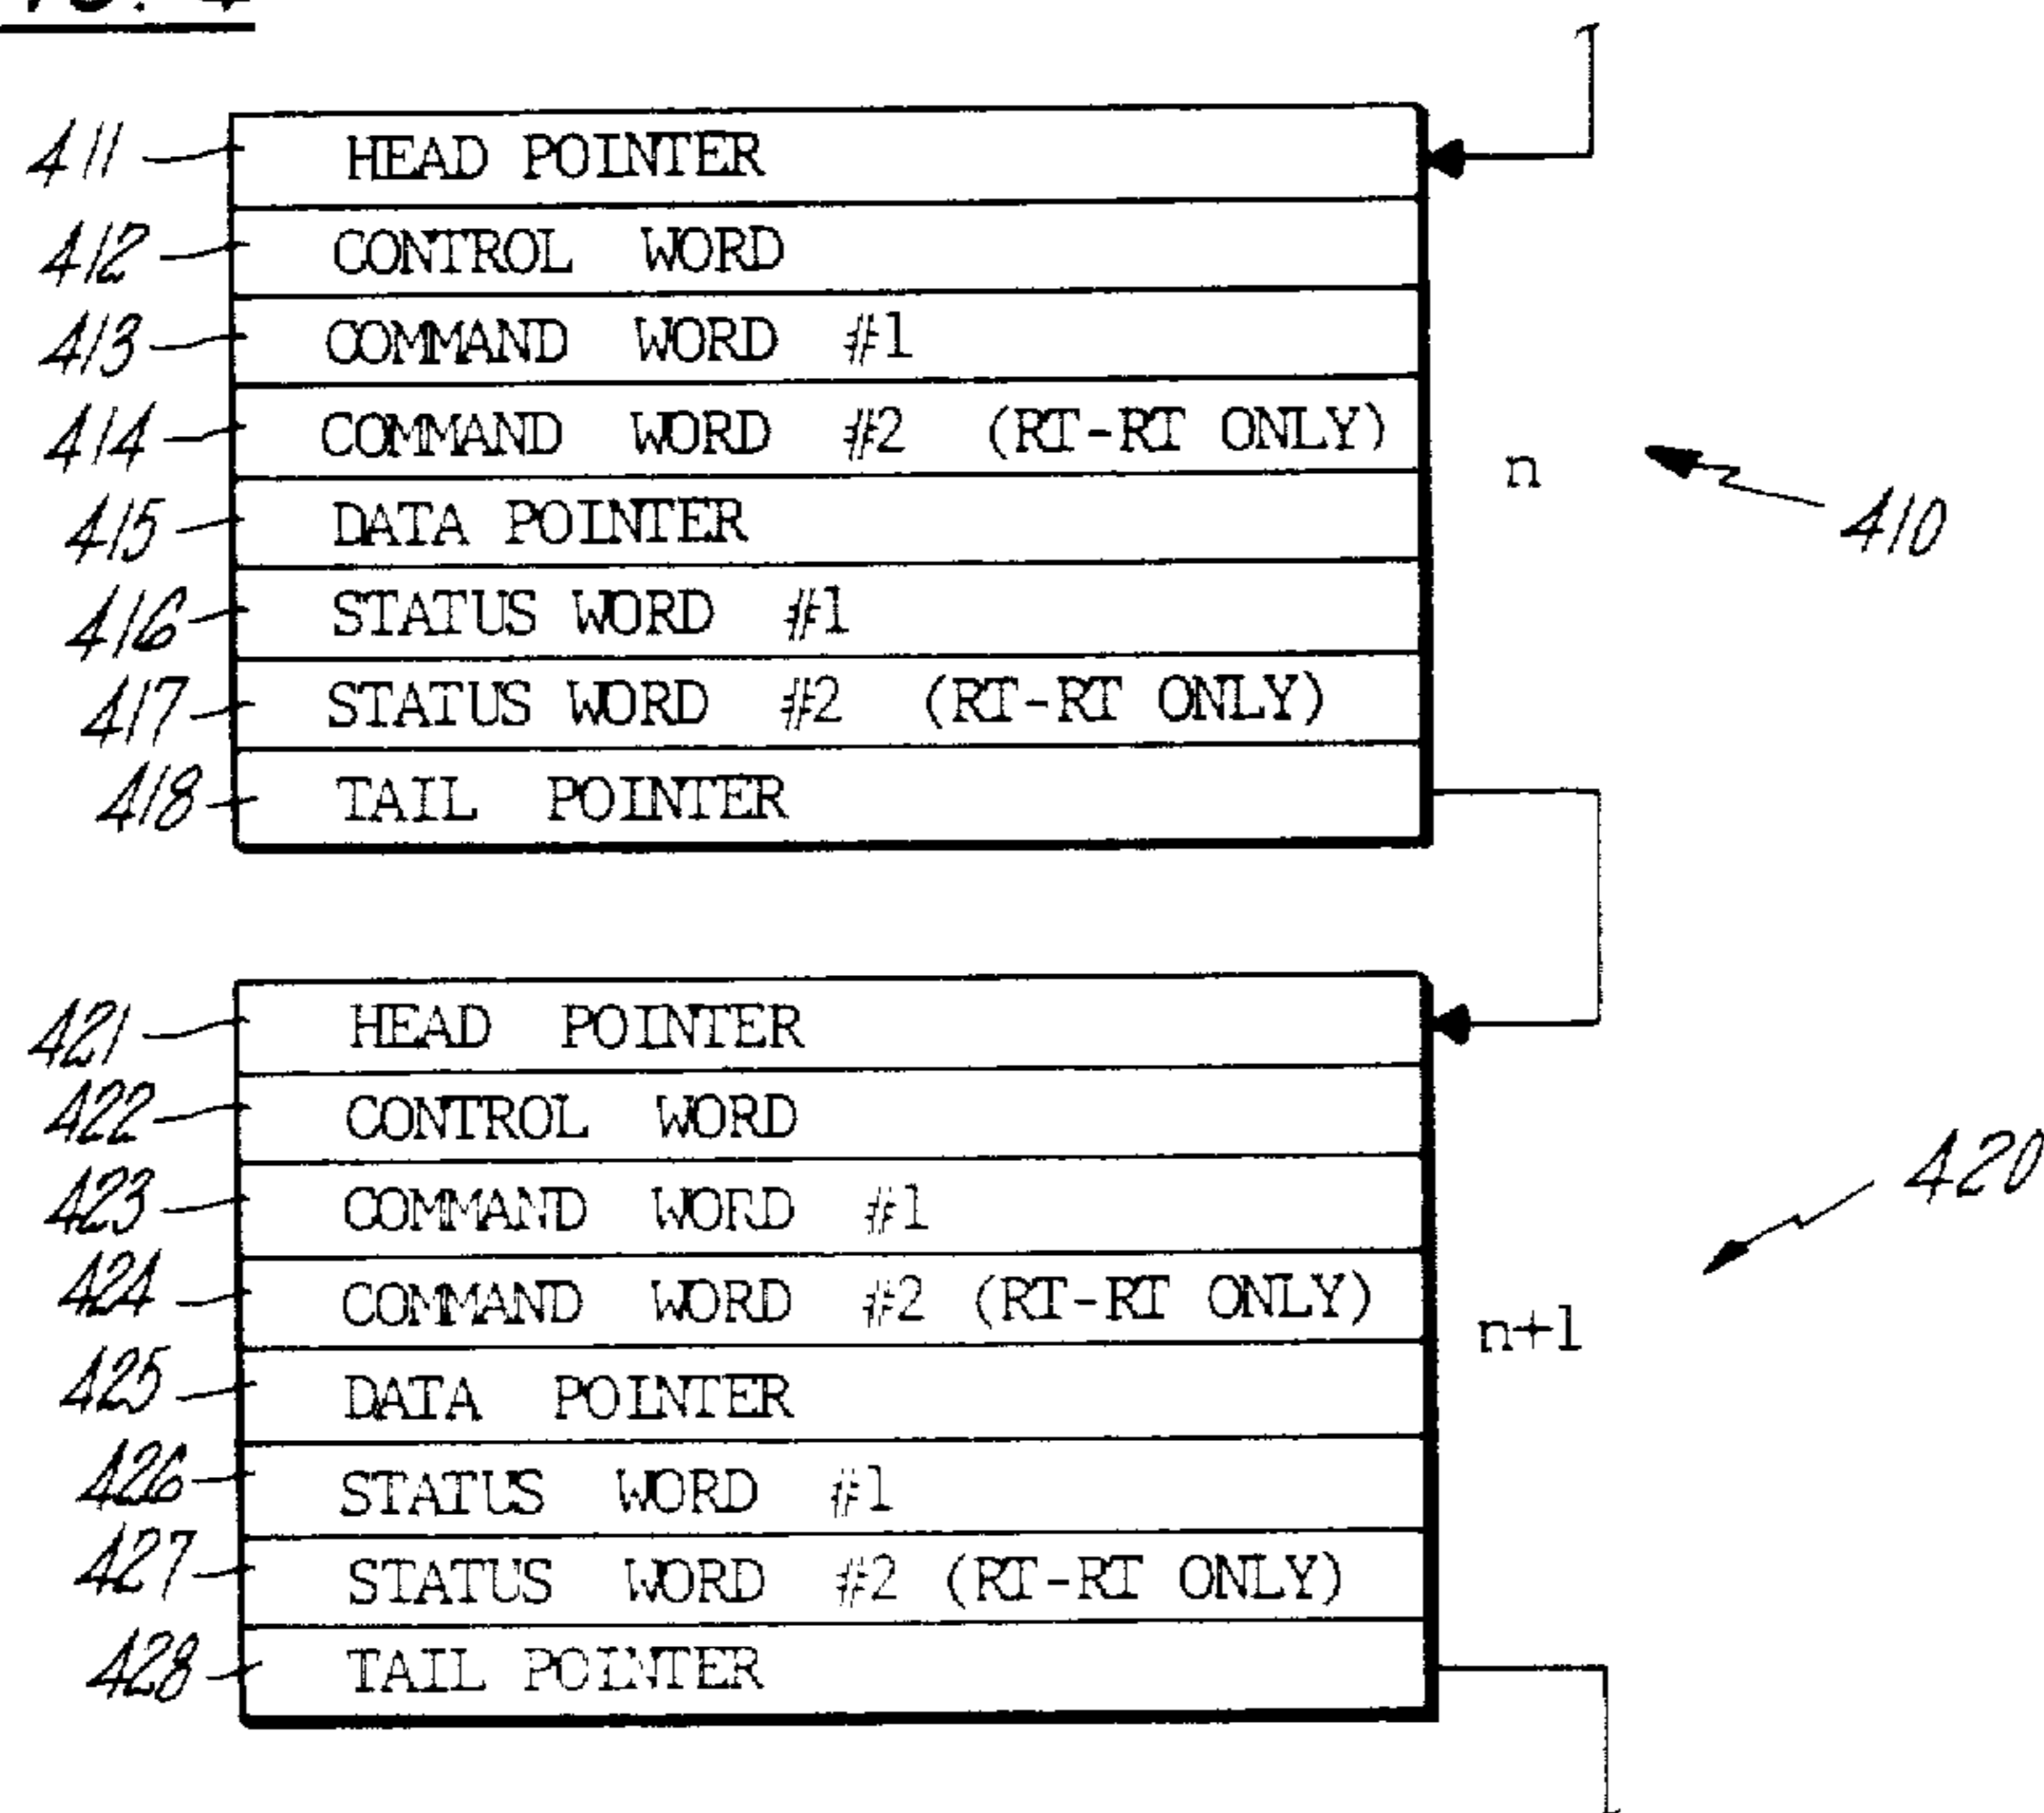 411 HEAD POINTER
412 CONTROL WORD
413 COMMAND WORD #1
414 COMMAND WORD #2 (RT-RT ONLY)
n
410
415 DATA POINTER
416 STATUS WORD #1
417 STATUS WORD #2 (RT-RT ONLY)
418 TAIL POINTER
421 HEAD POINTER
422 CONTROL WORD
423 COMMAND WORD #1
420
424 COMMAND WORD #2 (RT-RT ONLY)
n+1
425 DATA POINTER
426 STATUS WORD #1
427 STATUS WORD #2 (RT-RT ONLY)
428 TAIL POINTER